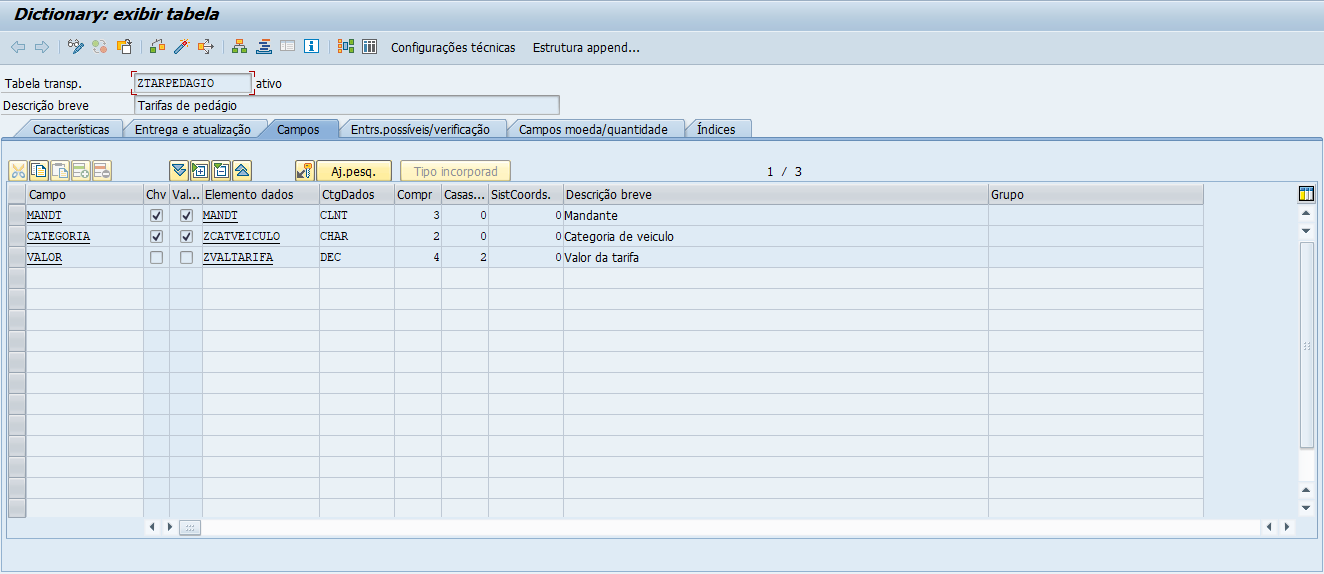 Dictionary: exibir tabela
Configurações técnicas Estrutura append...
Tabela transp. ZTARPEDAGIO ativo
Descrição breve Tarifas de pedágio
Características Entrega e atualização Campos Entrs.possíveis/verificação Campos moeda/quantidade Índices
Aj.pesq. Tipo incorporad 1 / 3
Campo Chv Val... Elemento dados CtgDados Compr Casas... SistCoords. Descrição breve Grupo
MANDT MANDT CLNT 3 0 0 Mandante
CATEGORIA ZCATVEICULO CHAR 2 0 0 Categoria de veiculo
VALOR ZVALTARIFA DEC 4 2 0 Valor da tarifa